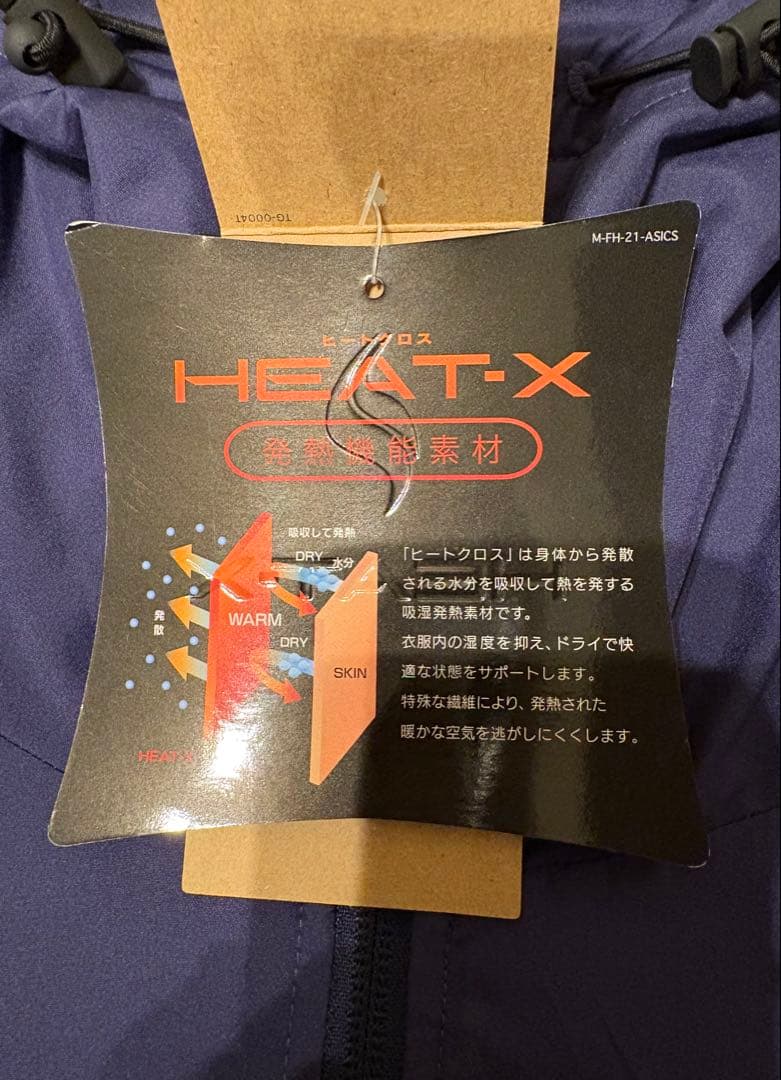 TG-0004T
M-FH-21-ASICS
ヒートクロス
HEAT-X
発熱機能素材
吸収して発熱
DRY 水分
発散
WARM
DRY
SKIN
HEAT-X
「ヒートクロス」は身体から発散
される水分を吸収して熱を発する
吸湿発熱素材です。
衣服内の湿度を抑え、ドライで快
適な状態をサポートします。
特殊な繊維により、発熱された
暖かな空気を逃がしにくくします。